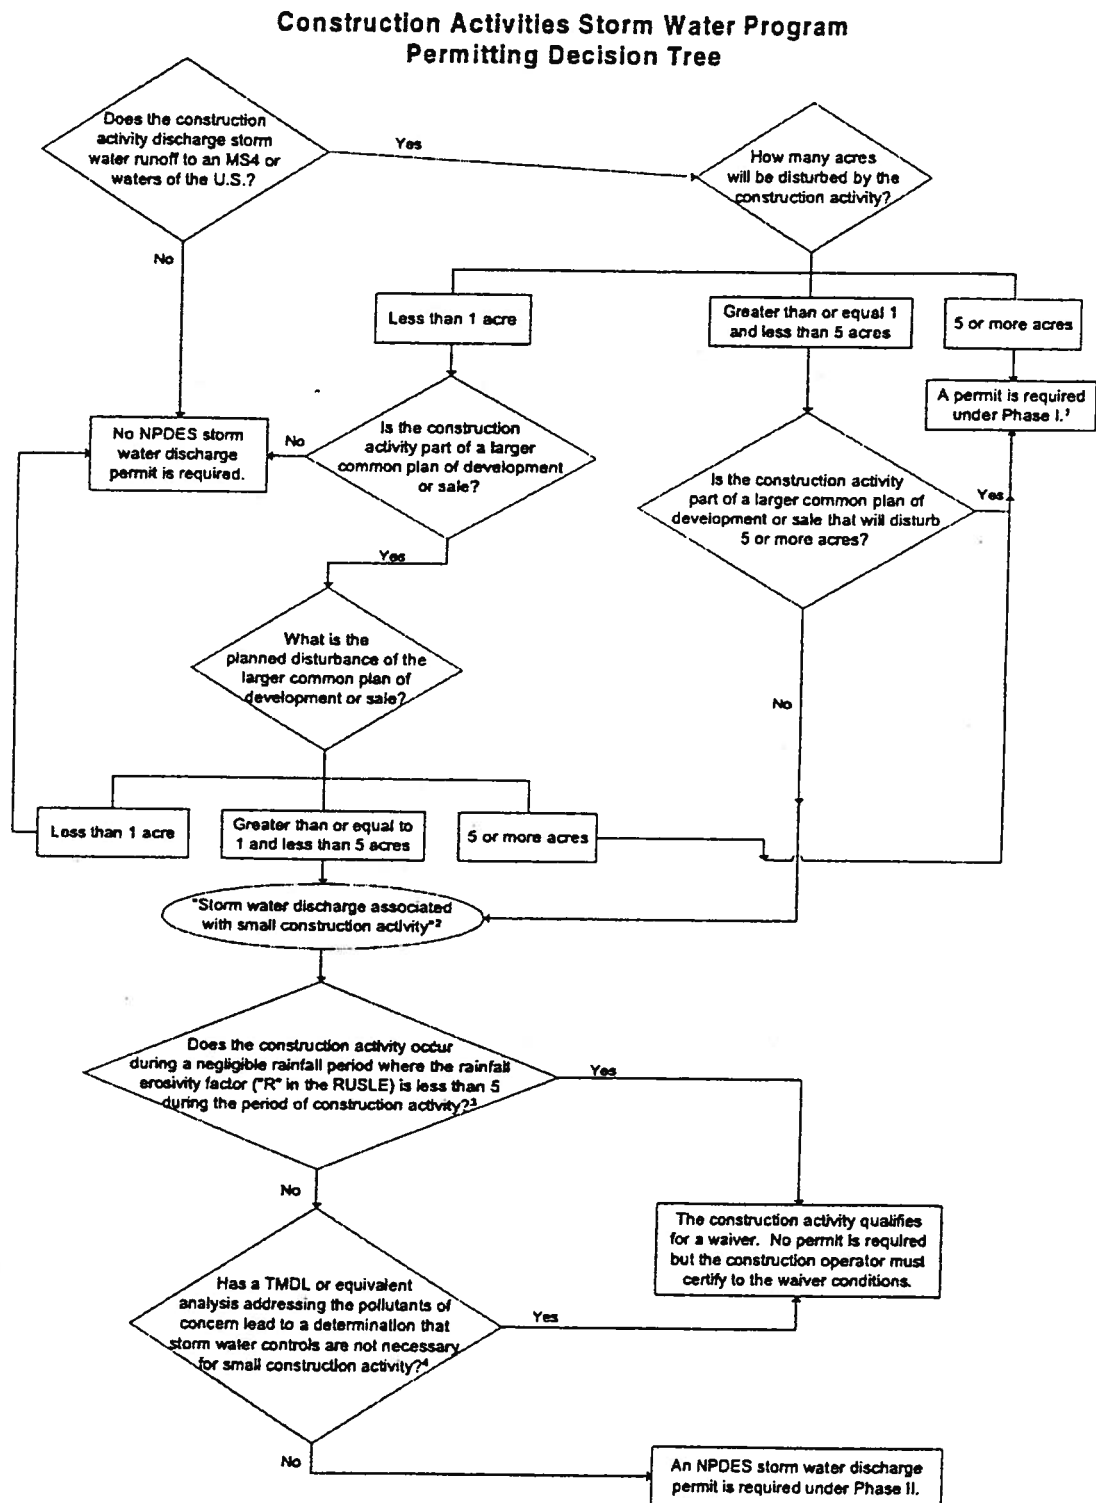 Construction Activities Storm Water Program
Permitting Decision Tree
Does the construction
activity discharge storm
water runoff to an MS4 or
waters of the U.S.?
Yes
How many acres
will be disturbed by the
construction activity?
No
Less than 1 acre
Greater than or equal 1
and less than 5 acres
5 or more acres
A permit is required
under Phase I.¹
No NPDES storm
water discharge
permit is required.
No
Is the construction
activity part of a larger
common plan of development
or sale?
Is the construction activity
part of a larger common plan of
development or sale that will disturb
5 or more acres?
Yes
Yes
What is the
planned disturbance of the
larger common plan of
development or sale?
No
Less than 1 acre
Greater than or equal to
1 and less than 5 acres
5 or more acres
"Storm water discharge associated
with small construction activity"²
Does the construction activity occur
during a negligible rainfall period where the rainfall
erosivity factor ("R" in the RUSLE) is less than 5
during the period of construction activity?³
Yes
No
The construction activity qualifies
for a waiver. No permit is required
but the construction operator must
certify to the waiver conditions.
Has a TMDL or equivalent
analysis addressing the pollutants of
concern lead to a determination that
storm water controls are not necessary
for small construction activity?⁴
Yes
No
An NPDES storm water discharge
permit is required under Phase II.